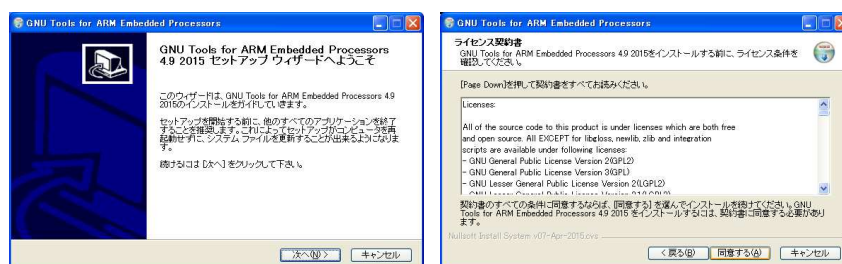 GNU Tools for ARM Embedded Processors
GNU Tools for ARM Embedded Processors
4.9 2015 セットアップ ウィザードへようこそ
このウィザードは、GNU Tools for ARM Embedded Processors 4.9
2015のインストールをガイドしていきます。
セットアップを開始する前に、他のすべてのアプリケーションを終了
することを推奨します。これによってセットアップがコンピュータを再
起動せずに、システム ファイルを更新することが出来るようになりま
す。
続けるには [次へ] をクリックして下さい。
次へ(N) >
キャンセル
GNU Tools for ARM Embedded Processors
ライセンス契約書
GNU Tools for ARM Embedded Processors 4.9 2015をインストールする前に、ライセンス条件を
確認してください。
[Page Down]を押して契約書をすべてお読みください。
Licenses:
All of the source code to this product is under licenses which are both free
and open source. All EXCEPT for libgloss, newlib, zlib and integration
scripts are available under following licenses:
- GNU General Public License Version 2(GPL2)
- GNU General Public License Version 3(GPL)
- GNU Lesser General Public License Version 2(LGPL2)
- GNU Lesser General Public License Version 2.1(LGPL2)
契約書のすべての条件に同意するならば、[同意する] を選んでインストールを続けてください。GNU
Tools for ARM Embedded Processors 4.9 2015 をインストールするには、契約書に同意する必要があり
ます。
Nullsoft Install System v07-Apr-2015.cvs
< 戻る(B)
同意する(A)
キャンセル